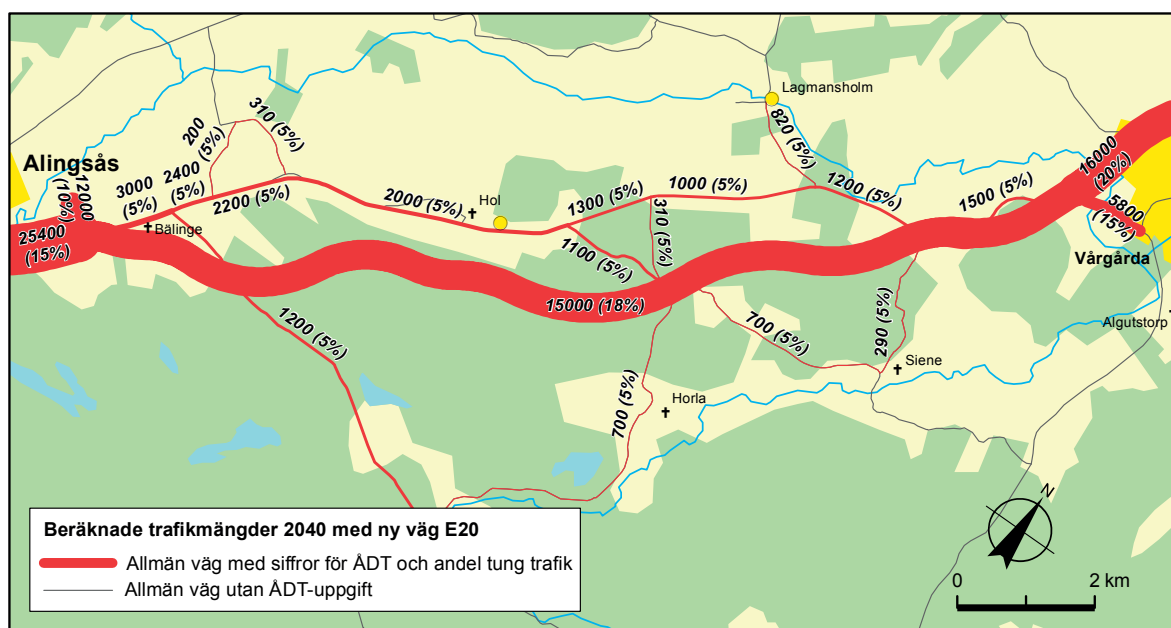 Lagmansholm
310 (5%)
200
(5%)
820 (5%)
Alingsås
12000
(10%)
3000
(5%)
2400
(5%)
2200 (5%)
2000 (5%)
Hol
1300 (5%)
1000 (5%)
1200 (5%)
1500 (5%)
16000
(20%)
5800
(15%)
25400
(15%)
Bälinge
1100 (5%)
310 (5%)
Vårgårda
15000 (18%)
1200 (5%)
700 (5%)
290 (5%)
Algutstorp
Siene
700 (5%)
Horla
Beräknade trafikmängder 2040 med ny väg E20
Allmän väg med siffror för ÅDT och andel tung trafik
Allmän väg utan ÅDT-uppgift
N
0 2 km